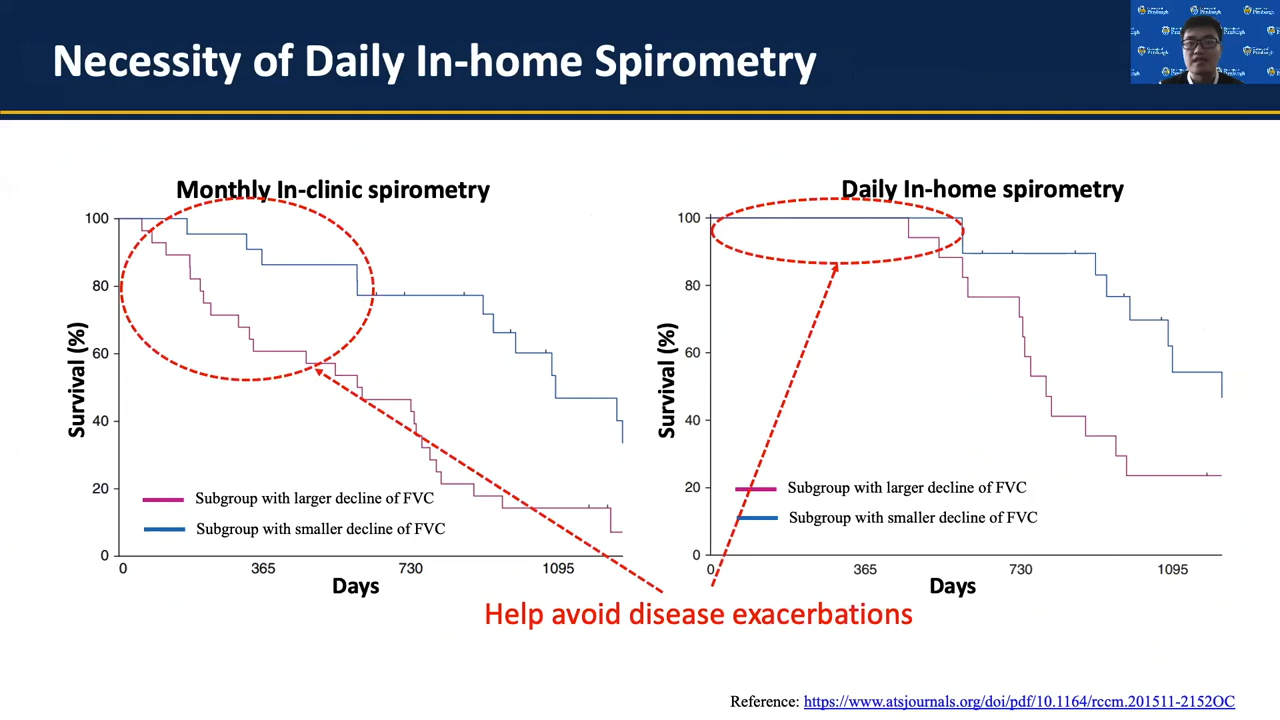 Necessity of Daily In-home Spirometry
Monthly In-clinic spirometry
100
80
60
40
20
0
Survival (%)
Subgroup with larger decline of FVC
Subgroup with smaller decline of FVC
0 365 730 1095
Days
Daily In-home spirometry
100
80
60
40
20
0
Survival (%)
Subgroup with larger decline of FVC
Subgroup with smaller decline of FVC
0 365 730 1095
Days
Help avoid disease exacerbations
Reference: https://www.atsjournals.org/doi/pdf/10.1164/rccm.201511-2152OC